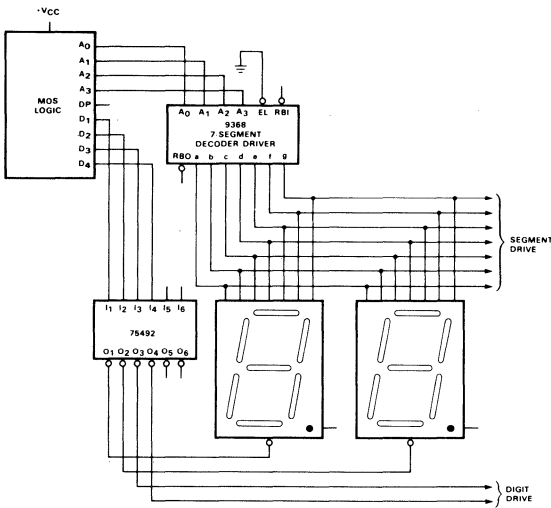 +VCC
MOS
LOGIC
A0
A1
A2
A3
DP
D1
D2
D3
D4
A0 A1 A2 A3 EL RBI
9368
7-SEGMENT
DECODER DRIVER
RBO a b c d e f g
SEGMENT
DRIVE
I1 I2 I3 I4 I5 I6
75492
O1 O2 O3 O4 O5 O6
DIGIT
DRIVE